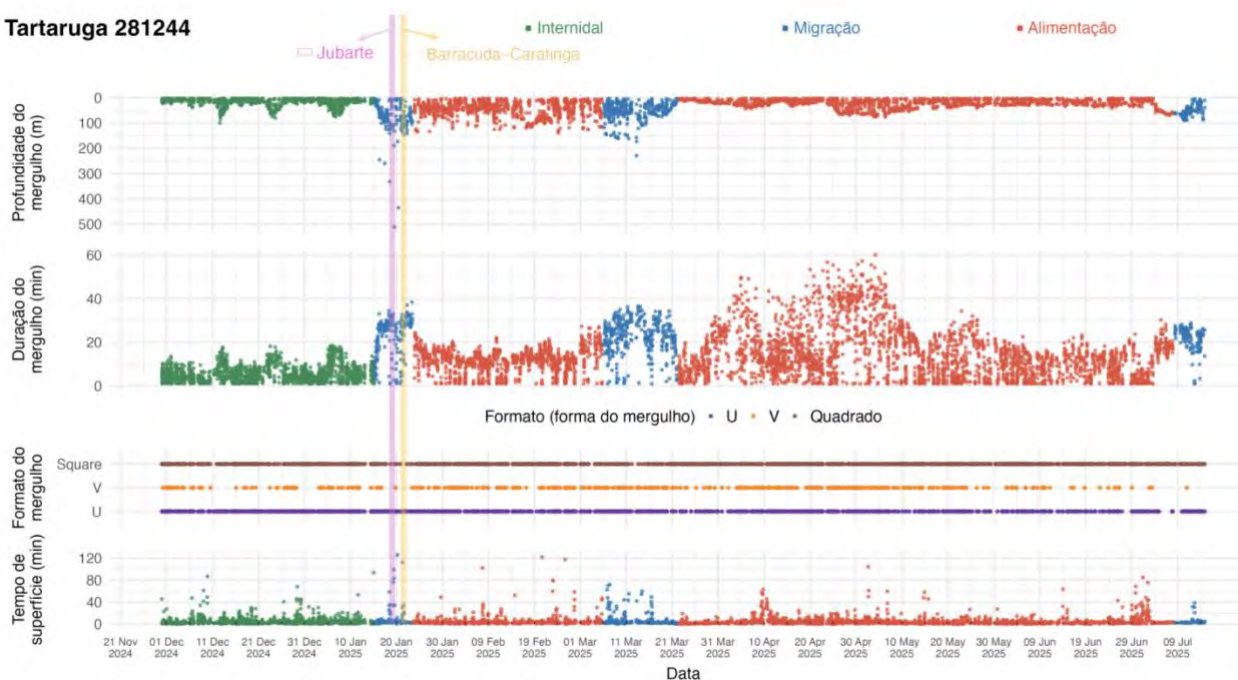 Tartaruga 281244
Internidal
Migração
Alimentação
Jubarte
Barracuda-Caratinga
Profundidade do
mergulho (m)
0
100
200
300
400
500
Duração do
mergulho (min)
60
40
20
0
Formato (forma do mergulho) U V Quadrado
Formato do
mergulho
Square
V
U
Tempo de
superfície (min)
120
80
40
0
21 Nov 01 Dec 11 Dec 21 Dec 31 Dec 10 Jan 20 Jan 30 Jan 09 Feb 19 Feb 01 Mar 11 Mar 21 Mar 31 Mar 10 Apr 20 Apr 30 Apr 10 May 20 May 30 May 09 Jun 19 Jun 29 Jun 09 Jul
2024 2024 2024 2024 2024 2025 2025 2025 2025 2025 2025 2025 2025 2025 2025 2025 2025 2025 2025 2025 2025 2025 2025 2025
Data